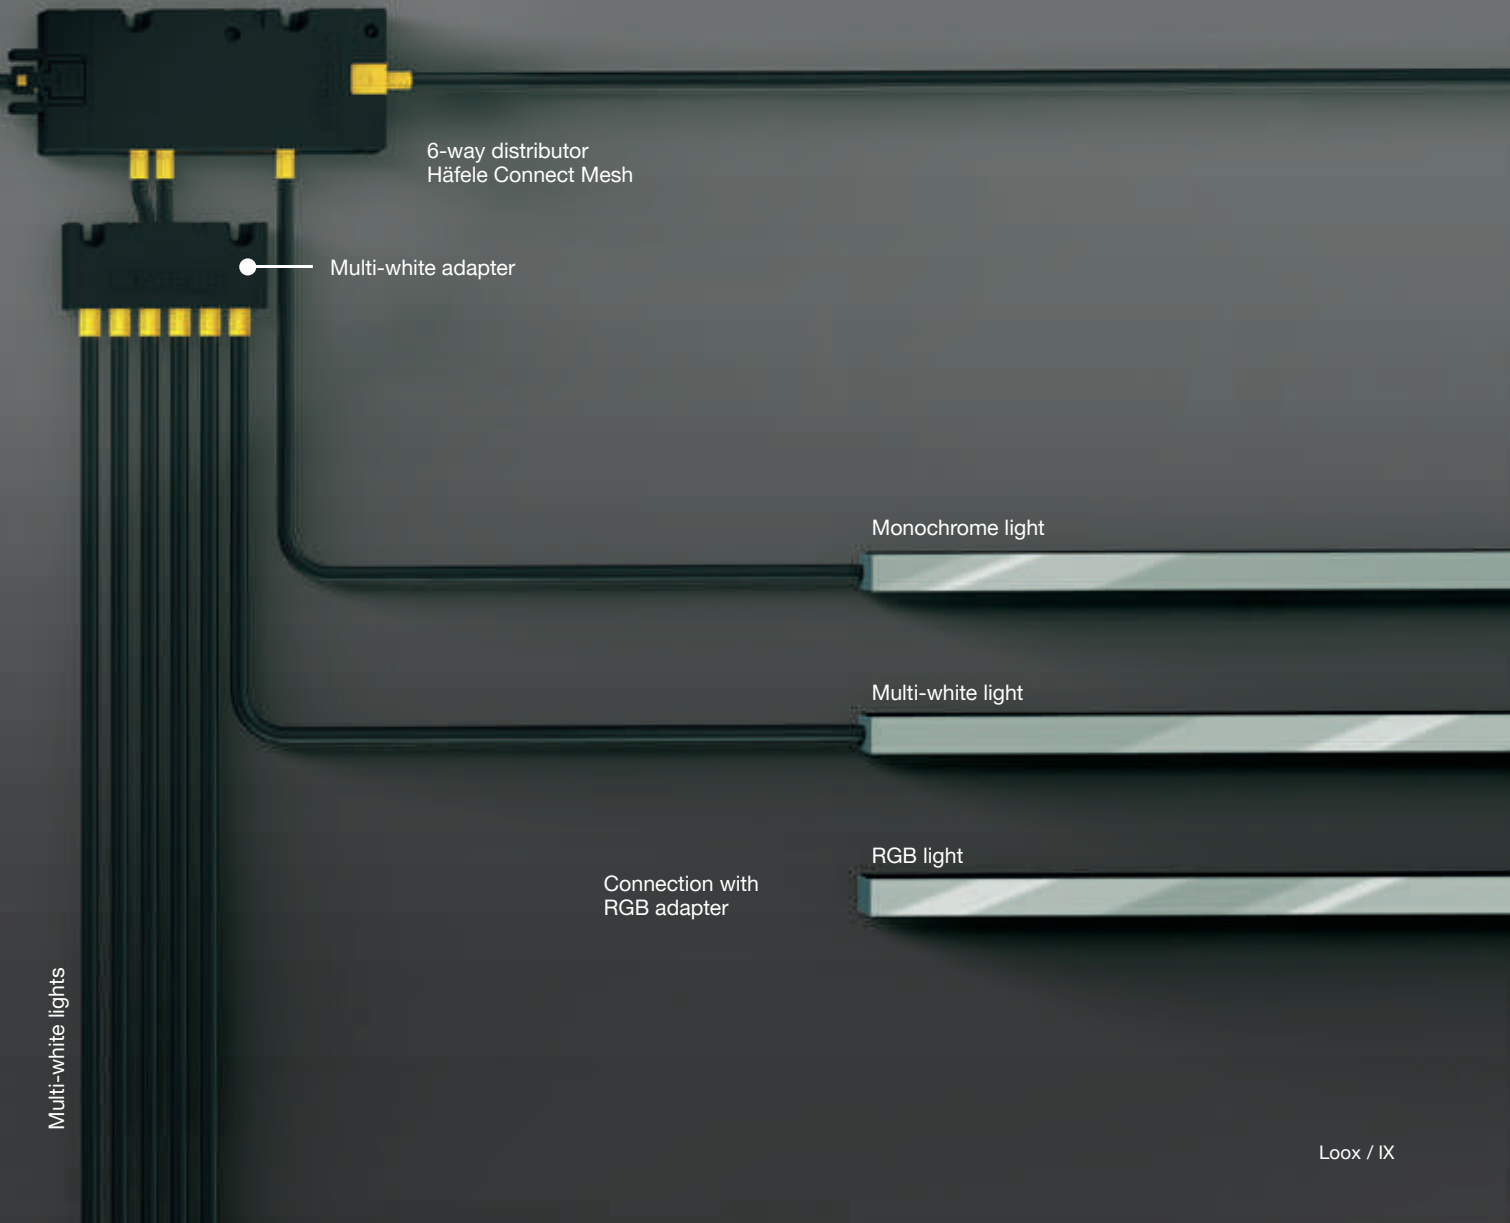 6-way distributor
Häfele Connect Mesh
Multi-white adapter
Monochrome light
Multi-white light
RGB light
Connection with
RGB adapter
Multi-white lights
Loox / IX